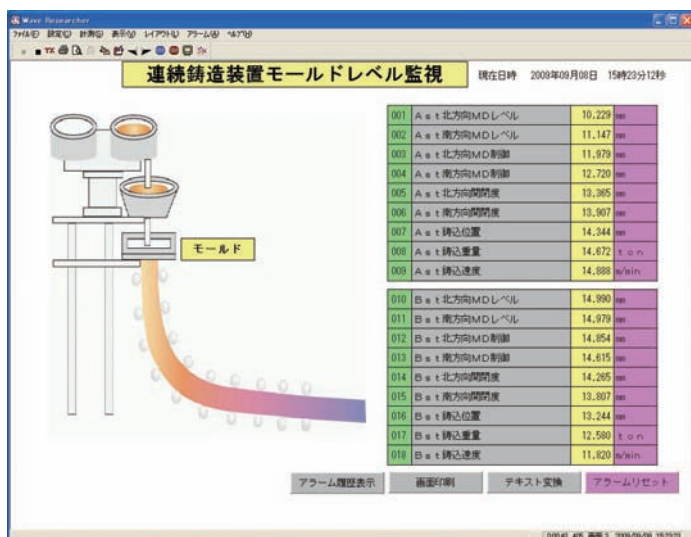 Wave Researcher
ファイル(F) 設定(C) 計測(S) 表示(V) レイアウト(L) アラーム(A) ヘルプ(H)
TX
連続鋳造装置モールドレベル監視
現在日時 2009年09月08日 15時23分12秒
001 Ast北方向MDレベル 10.229 mm
002 Ast南方向MDレベル 11.147 mm
003 Ast北方向MD制御 11.979 mm
004 Ast南方向MD制御 12.720 mm
005 Ast北方向開閉度 13.365 mm
006 Ast南方向開閉度 13.907 mm
007 Ast鋳込位置 14.344 mm
008 Ast鋳込重量 14.672 ton
009 Ast鋳込速度 14.888 m/min
モールド
010 Bst北方向MDレベル 14.990 mm
011 Bst南方向MDレベル 14.979 mm
012 Bst北方向MD制御 14.854 mm
013 Bst南方向MD制御 14.615 mm
014 Bst北方向開閉度 14.265 mm
015 Bst南方向開閉度 13.807 mm
016 Bst鋳込位置 13.244 mm
017 Bst鋳込重量 12.580 ton
018 Bst鋳込速度 11.820 m/min
アラーム履歴表示 画面印刷 テキスト変換 アラームリセット